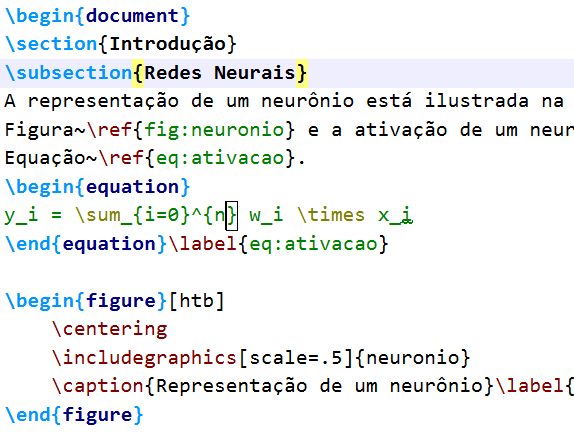 \begin{document}
\section{Introdução}
\subsection{Redes Neurais}
A representação de um neurônio está ilustrada na
Figura~\ref{fig:neuronio} e a ativação de um neur
Equação~\ref{eq:ativacao}.
\begin{equation}
y_i = \sum_{i=0}^{n} w_i \times x_i
\end{equation}\label{eq:ativacao}
\begin{figure}[htb]
\centering
\includegraphics[scale=.5]{neuronio}
\caption{Representação de um neurônio}\label{
\end{figure}